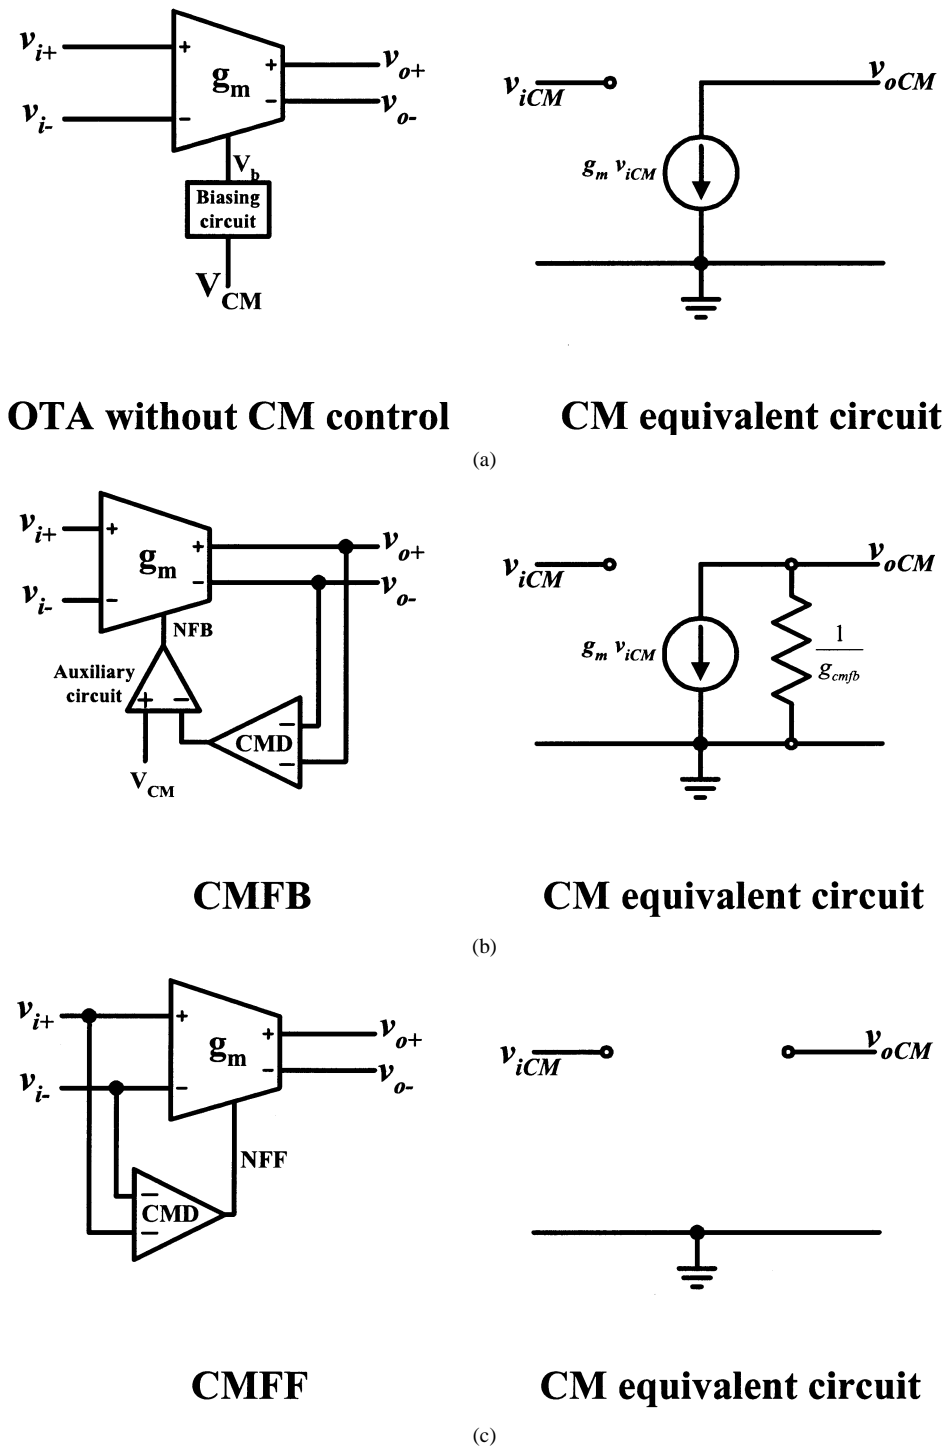 v_{i+}
v_{i-}
+
−
g_m
+
−
v_{o+}
v_{o-}
V_b
Biasing
circuit
V_{CM}
v_{iCM}
g_m v_{iCM}
v_{oCM}
OTA without CM control
CM equivalent circuit
(a)
v_{i+}
v_{i-}
+
−
g_m
+
−
v_{o+}
v_{o-}
NFB
Auxiliary
circuit
+ −
V_{CM}
CMD
−
−
v_{iCM}
g_m v_{iCM}
v_{oCM}
1
g_{cmfb}
CMFB
CM equivalent circuit
(b)
v_{i+}
v_{i-}
+
−
g_m
+
−
v_{o+}
v_{o-}
NFF
−
CMD
−
v_{iCM}
v_{oCM}
CMFF
CM equivalent circuit
(c)